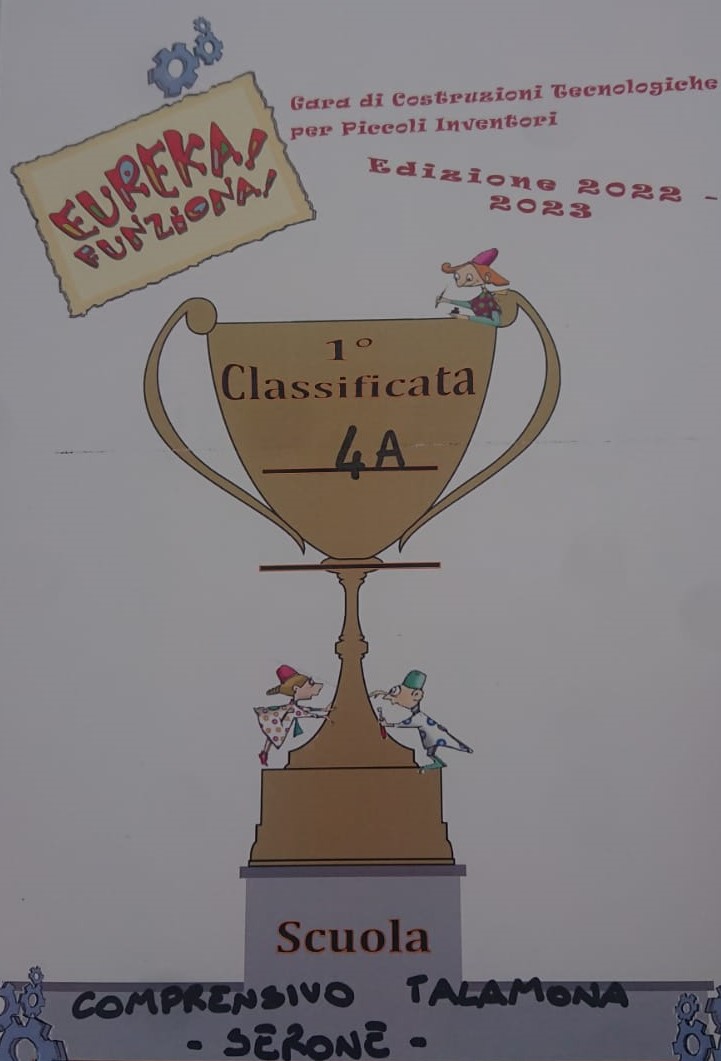 EUREKA!
FUNZIONA!
Gara di Costruzioni Tecnologiche
per Piccoli Inventori
Edizione 2022 -
2023
1°
Classificata
4A
Scuola
COMPRENSIVO TALAMONA
- SERONE -